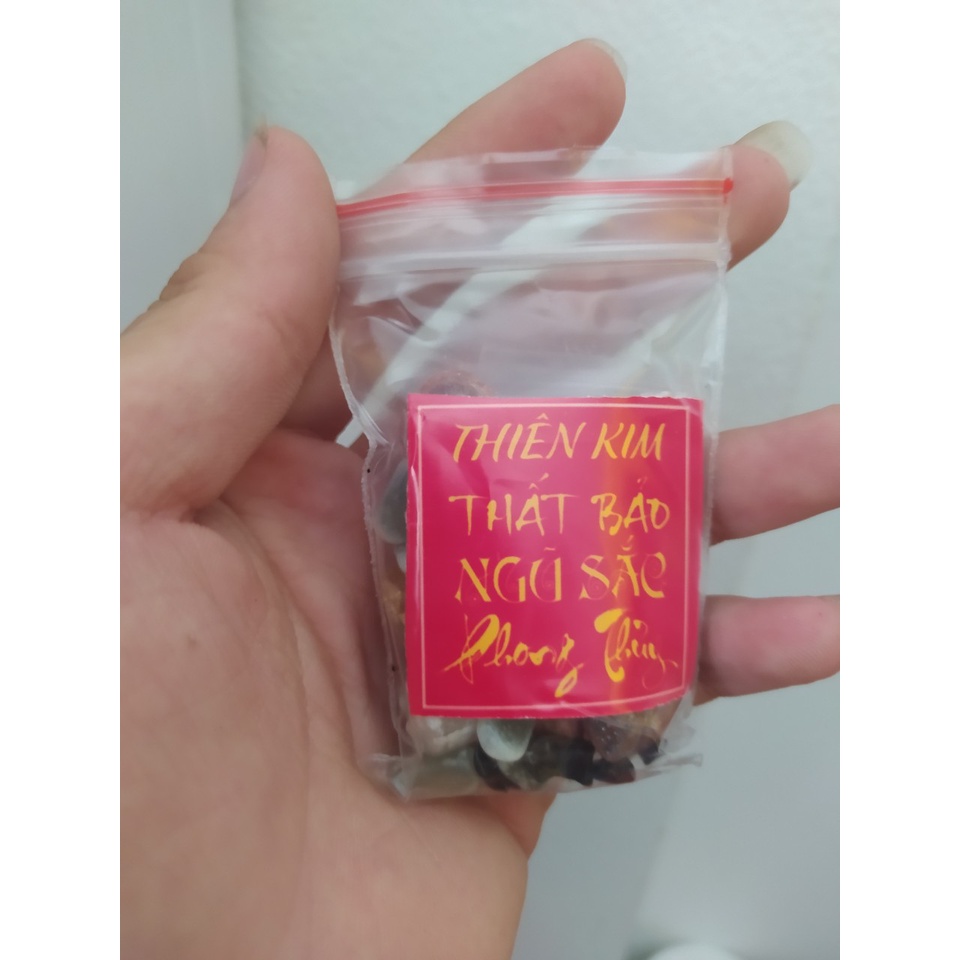 THIÊN KIM
THẤT BẢO
NGŨ SẮC
Phong Thủy